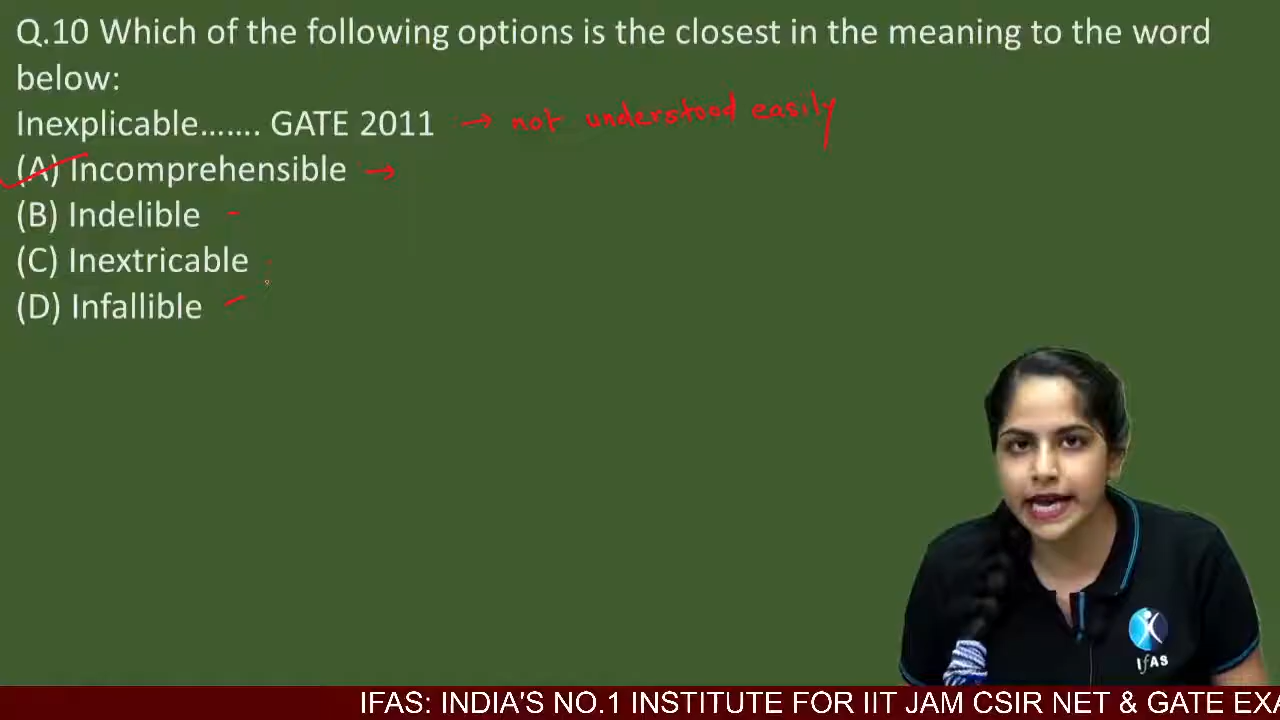 Q.10 Which of the following options is the closest in the meaning to the word
below:
Inexplicable....... GATE 2011 → not understood easily
(A) Incomprehensible →
(B) Indelible -
(C) Inextricable
(D) Infallible -
IfAS
IFAS: INDIA'S NO.1 INSTITUTE FOR IIT JAM CSIR NET & GATE EXA